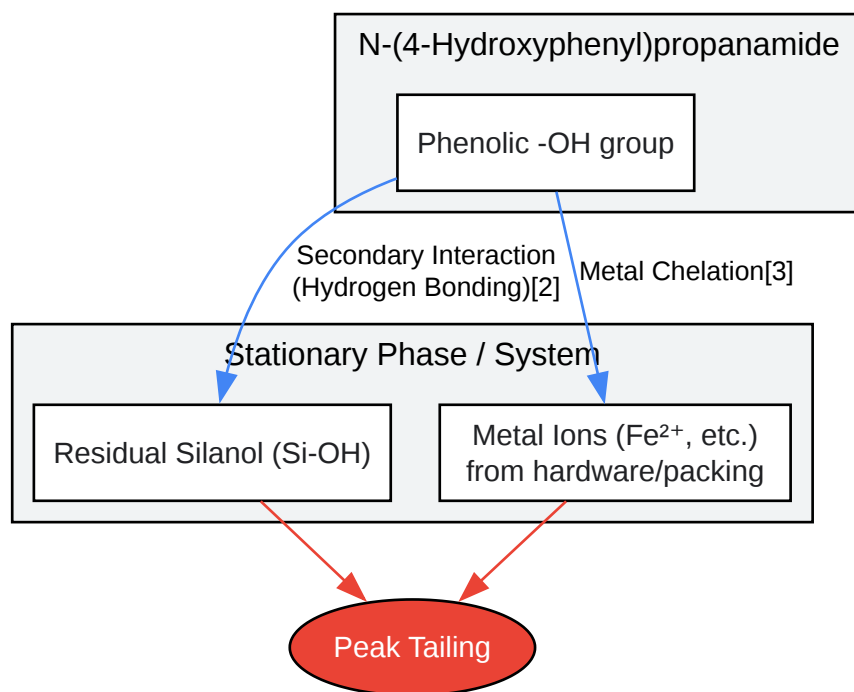 N-(4-Hydroxyphenyl)propanamide
Phenolic -OH group
Secondary Interaction
(Hydrogen Bonding)[2]
Metal Chelation[3]
Stationary Phase / System
Residual Silanol (Si-OH)
Metal Ions (Fe²⁺, etc.)
from hardware/packing
Peak Tailing